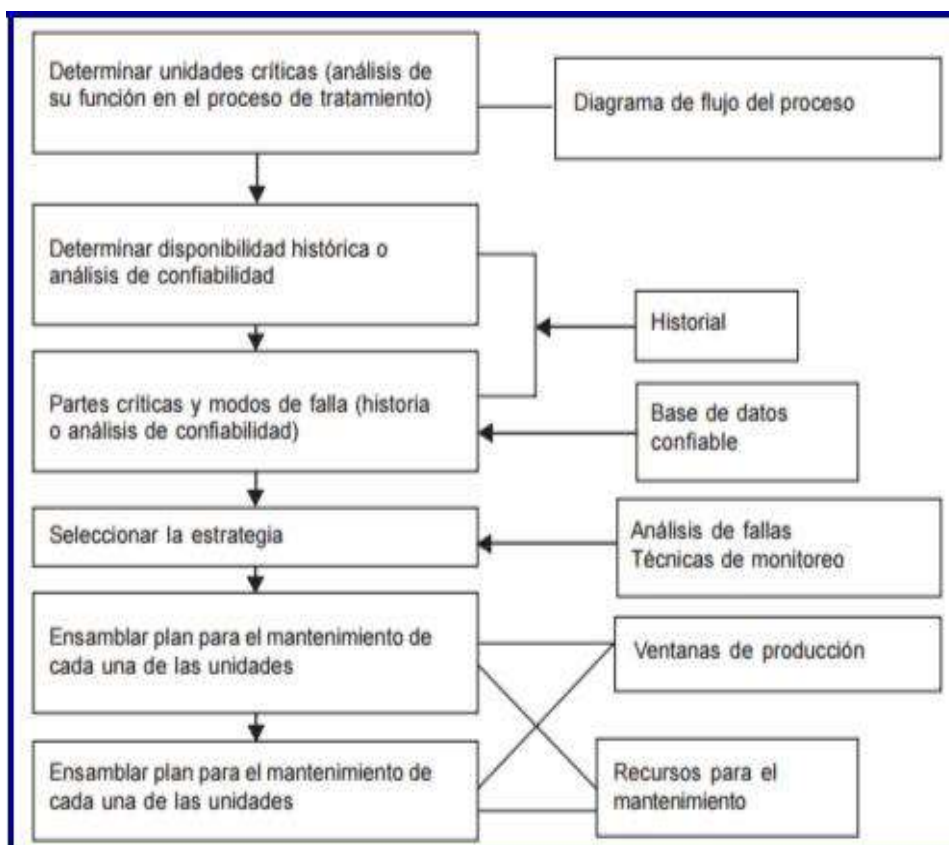 Determinar unidades críticas (análisis de
su función en el proceso de tratamiento)
Diagrama de flujo del proceso
Determinar disponibilidad histórica o
análisis de confiabilidad
Historial
Partes críticas y modos de falla (historia
o análisis de confiabilidad)
Base de datos
confiable
Seleccionar la estrategia
Análisis de fallas
Técnicas de monitoreo
Ensamblar plan para el mantenimiento de
cada una de las unidades
Ventanas de producción
Ensamblar plan para el mantenimiento de
cada una de las unidades
Recursos para el
mantenimiento